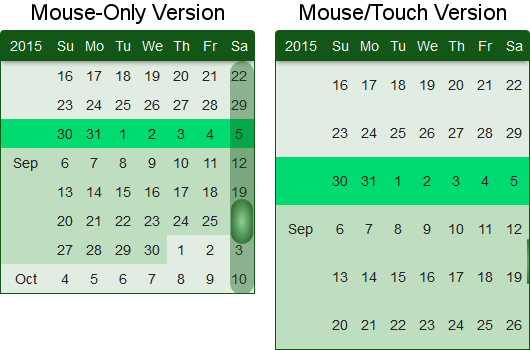 Mouse-Only Version
2015 Su Mo Tu We Th Fr Sa
16 17 18 19 20 21 22
23 24 25 26 27 28 29
30 31 1 2 3 4 5
Sep 6 7 8 9 10 11 12
13 14 15 16 17 18 19
20 21 22 23 24 25
27 28 29 30 1 2 3
Oct 4 5 6 7 8 9 10
Mouse/Touch Version
2015 Su Mo Tu We Th Fr Sa
16 17 18 19 20 21 22
23 24 25 26 27 28 29
30 31 1 2 3 4 5
Sep 6 7 8 9 10 11 12
13 14 15 16 17 18 19
20 21 22 23 24 25 26